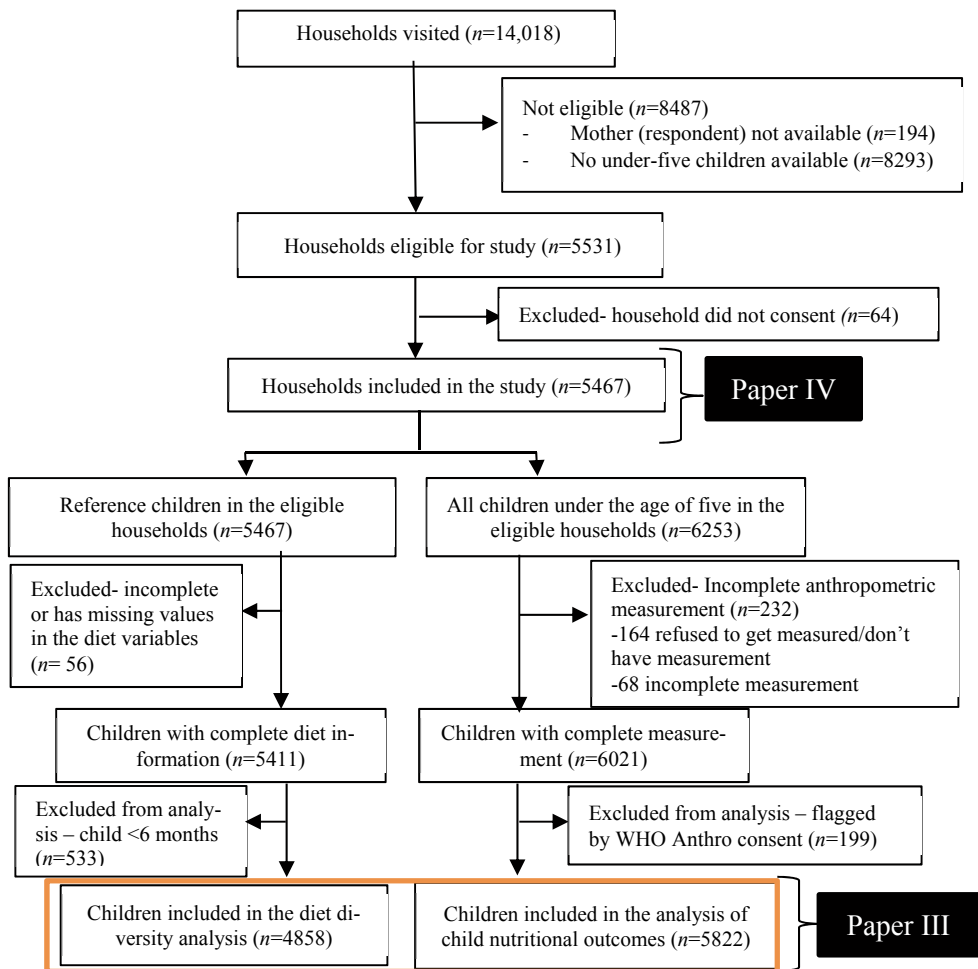 Households visited (n=14,018)
Not eligible (n=8487)
- Mother (respondent) not available (n=194)
- No under-five children available (n=8293)
Households eligible for study (n=5531)
Excluded- household did not consent (n=64)
Households included in the study (n=5467)
Paper IV
Reference children in the eligible
households (n=5467)
All children under the age of five in the
eligible households (n=6253)
Excluded- incomplete
or has missing values
in the diet variables
(n= 56)
Excluded- Incomplete anthropometric
measurement (n=232)
-164 refused to get measured/don’t
have measurement
-68 incomplete measurement
Children with complete diet in-
formation (n=5411)
Children with complete measure-
ment (n=6021)
Excluded from analy-
sis – child <6 months
(n=533)
Excluded from analysis – flagged
by WHO Anthro consent (n=199)
Children included in the diet di-
versity analysis (n=4858)
Children included in the analysis of
child nutritional outcomes (n=5822)
Paper III